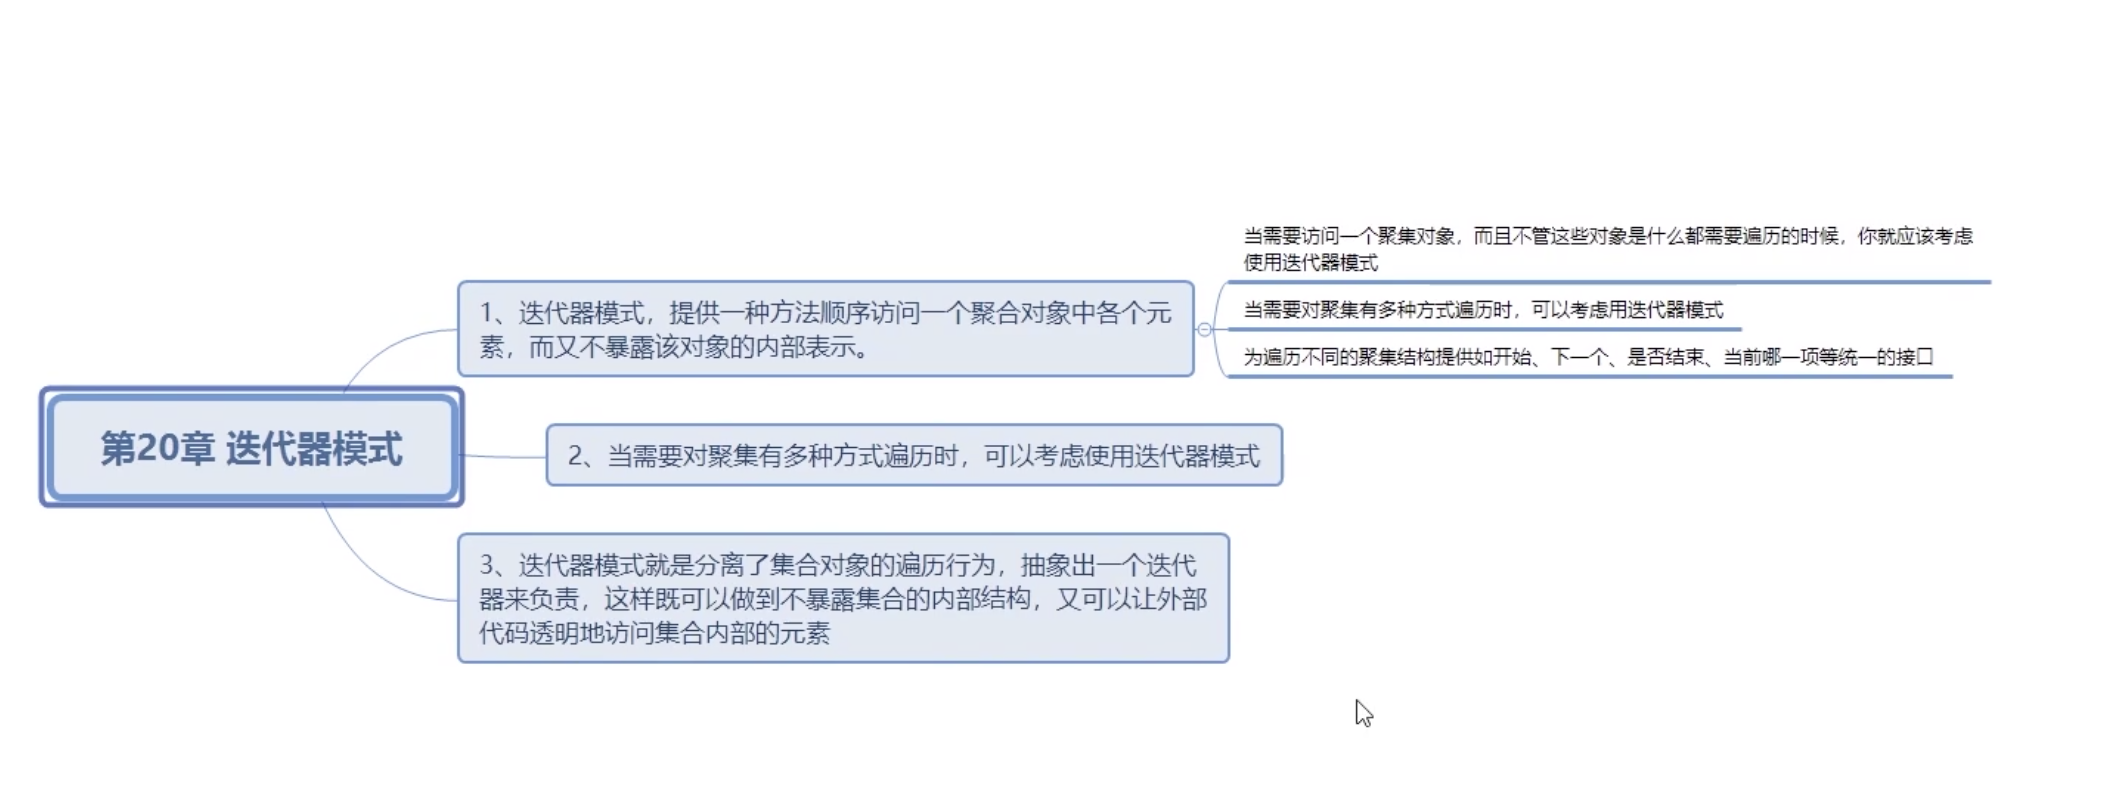 第20章 迭代器模式
1、迭代器模式，提供一种方法顺序访问一个聚合对象中各个元
素，而又不暴露该对象的内部表示。
当需要访问一个聚集对象，而且不管这些对象是什么都需要遍历的时候，你就应该考虑
使用迭代器模式
当需要对聚集有多种方式遍历时，可以考虑用迭代器模式
为遍历不同的聚集结构提供如开始、下一个、是否结束、当前哪一项等统一的接口
2、当需要对聚集有多种方式遍历时，可以考虑使用迭代器模式
3、迭代器模式就是分离了集合对象的遍历行为，抽象出一个迭代
器来负责，这样既可以做到不暴露集合的内部结构，又可以让外部
代码透明地访问集合内部的元素